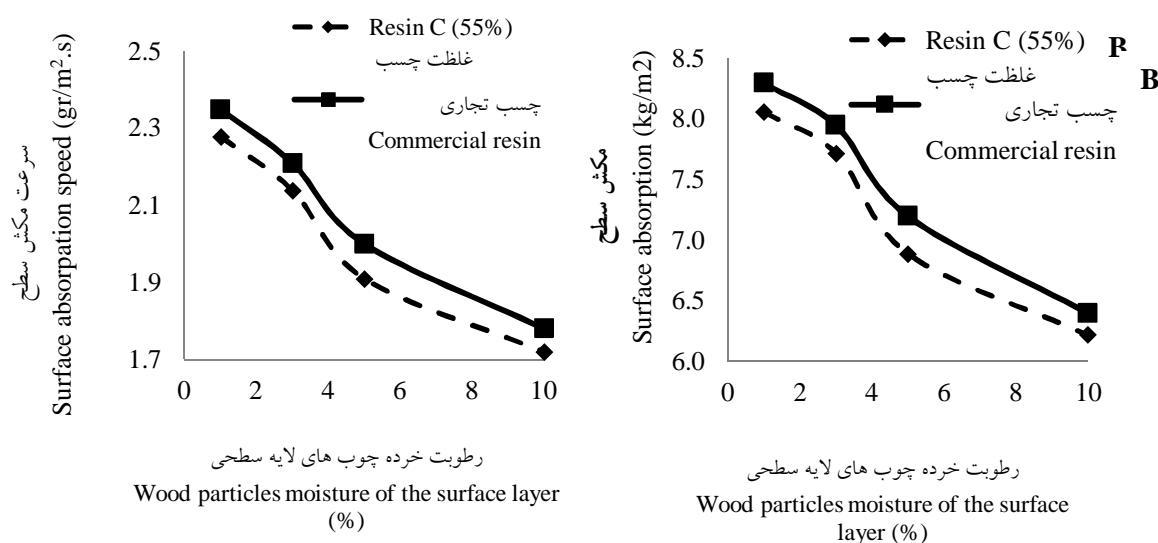 Resin C (55%)
غلظت چسب
چسب تجاری
Commercial resin
سرعت مکش سطح
Surface absorpation speed (gr/m².s)
2.5
2.3
2.1
1.9
1.7
0 2 4 6 8 10
رطوبت خرده چوب های لایه سطحی
Wood particles moisture of the surface layer
(%)
Resin C (55%)
B
غلظت چسب
B
چسب تجاری
Commercial resin
مکش سطح
Surface absorption (kg/m2)
8.5
8.0
7.5
7.0
6.5
6.0
0 2 4 6 8 10
رطوبت خرده چوب های لایه سطحی
Wood particles moisture of the surface
layer (%)